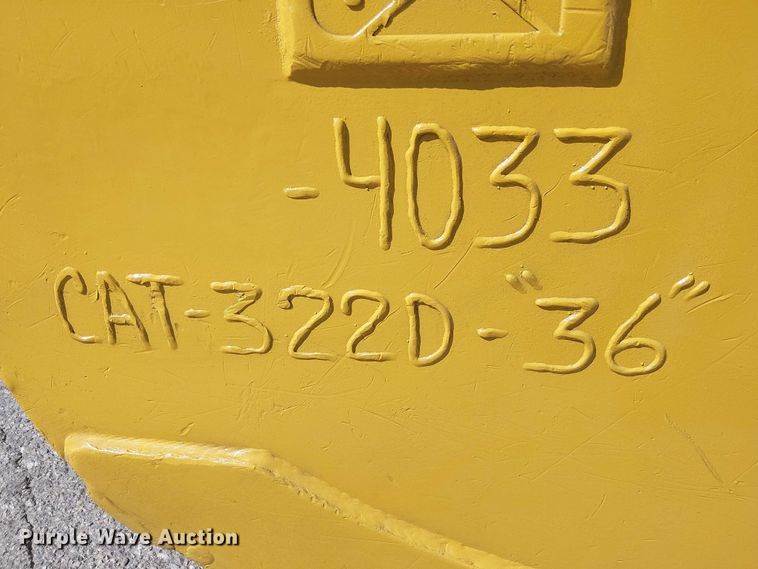 -4033
CAT-322D-"36"
Purple Wave Auction